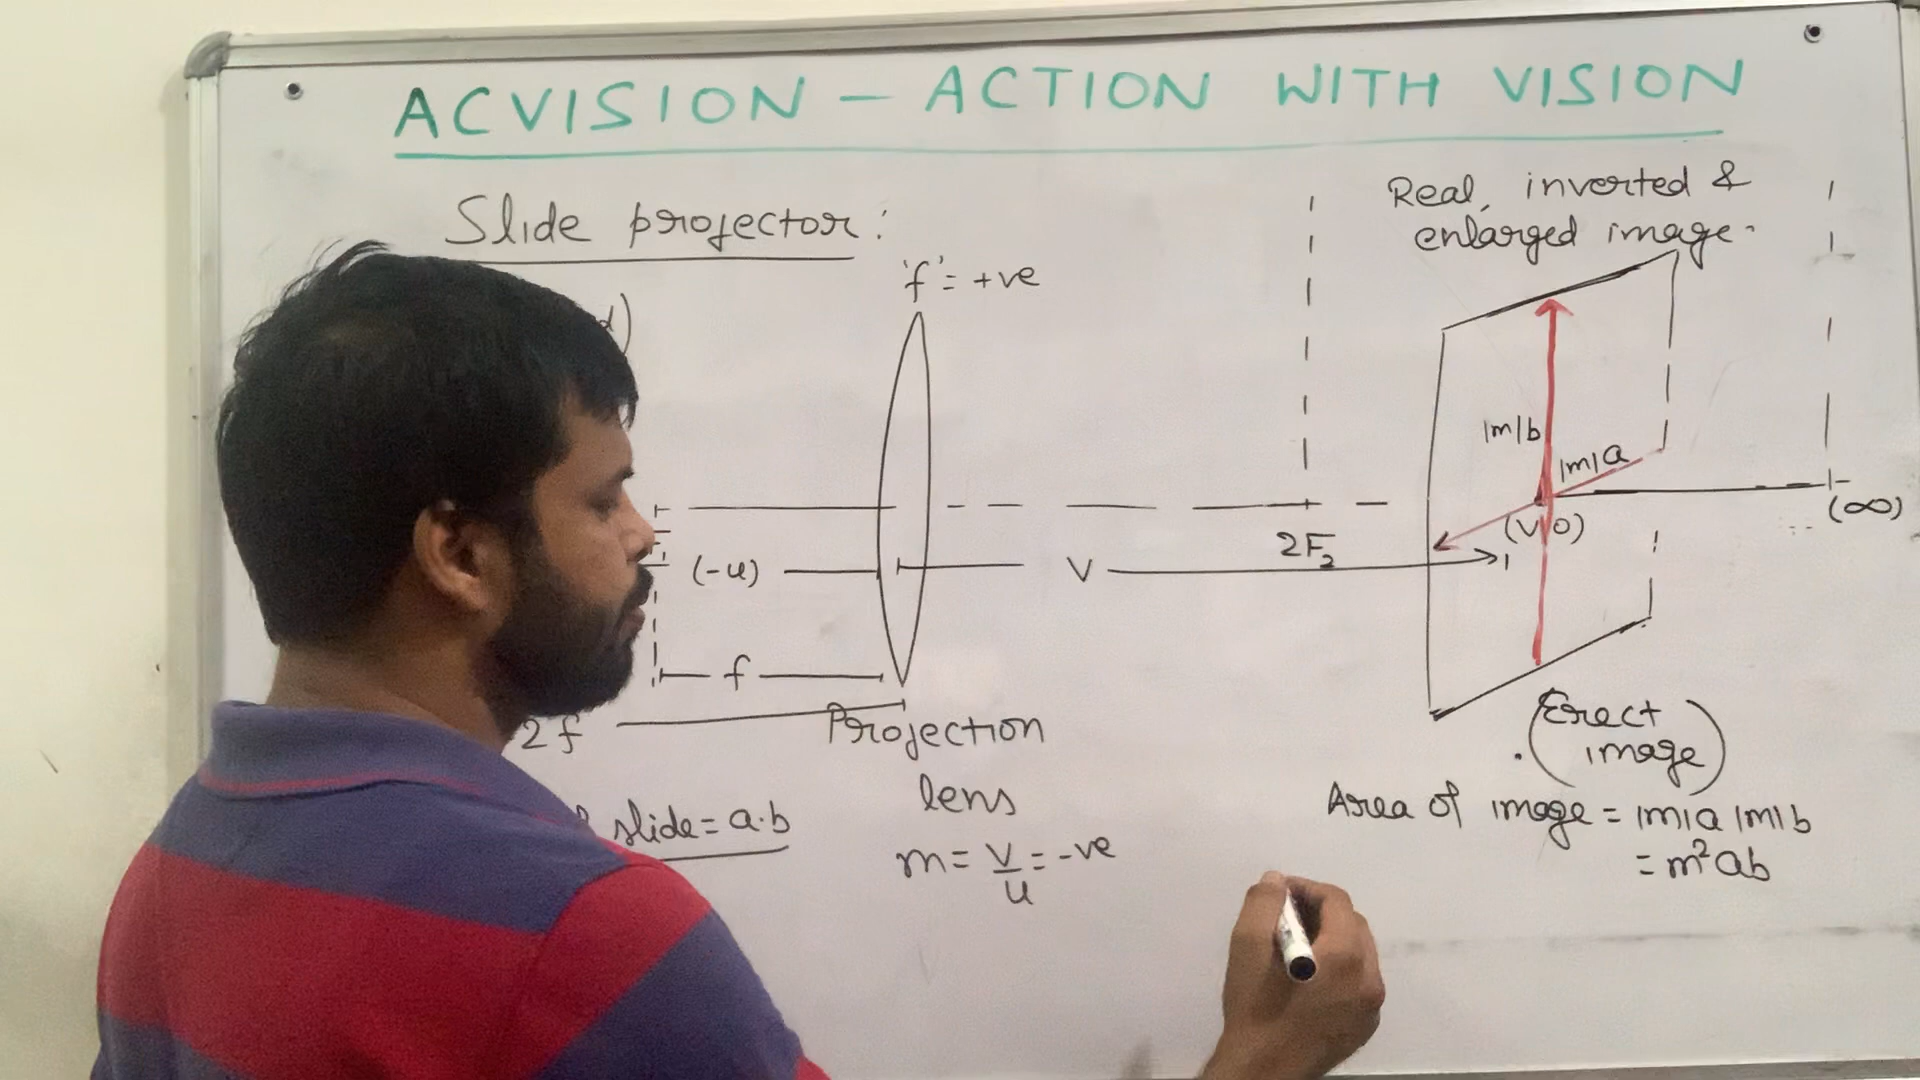 ACVISION - ACTION WITH VISION
Slide projector:
Real, inverted &
enlarged image.
'f' = +ve
d)
|m|b
|m|a
(∞)
(V,0)
2F₂
(-u)
V
f
2f
Projection
lens
(Erect
image)
slide = a.b
m = V/u = -ve
Area of image = |m|a |m|b
= m²ab